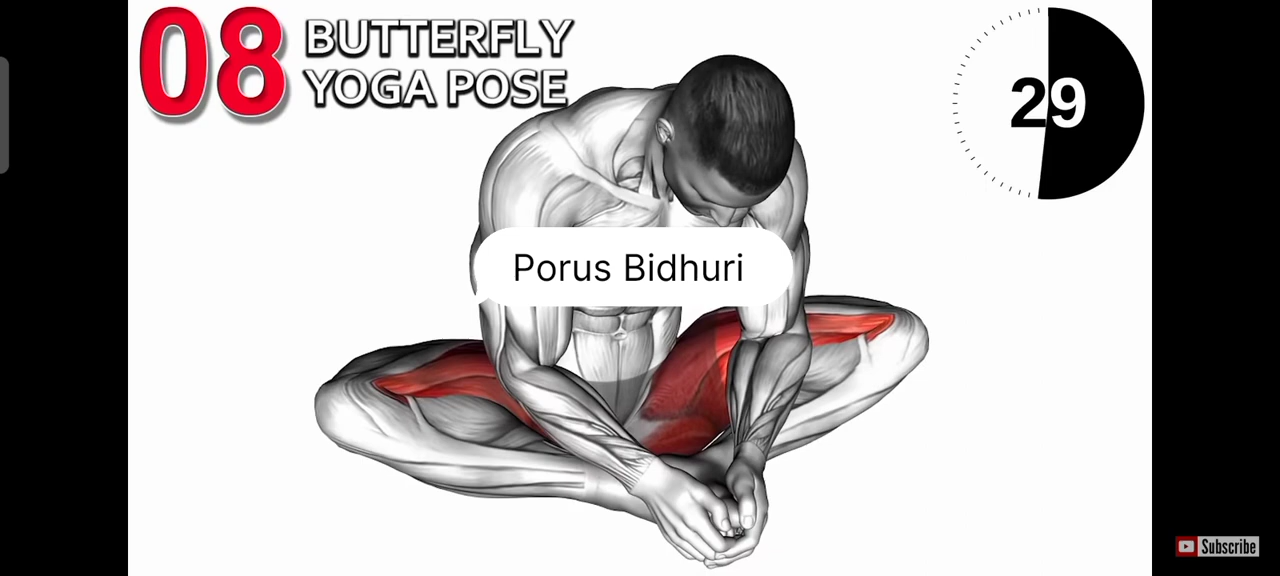 08 BUTTERFLY
YOGA POSE
29
Porus Bidhuri
Subscribe